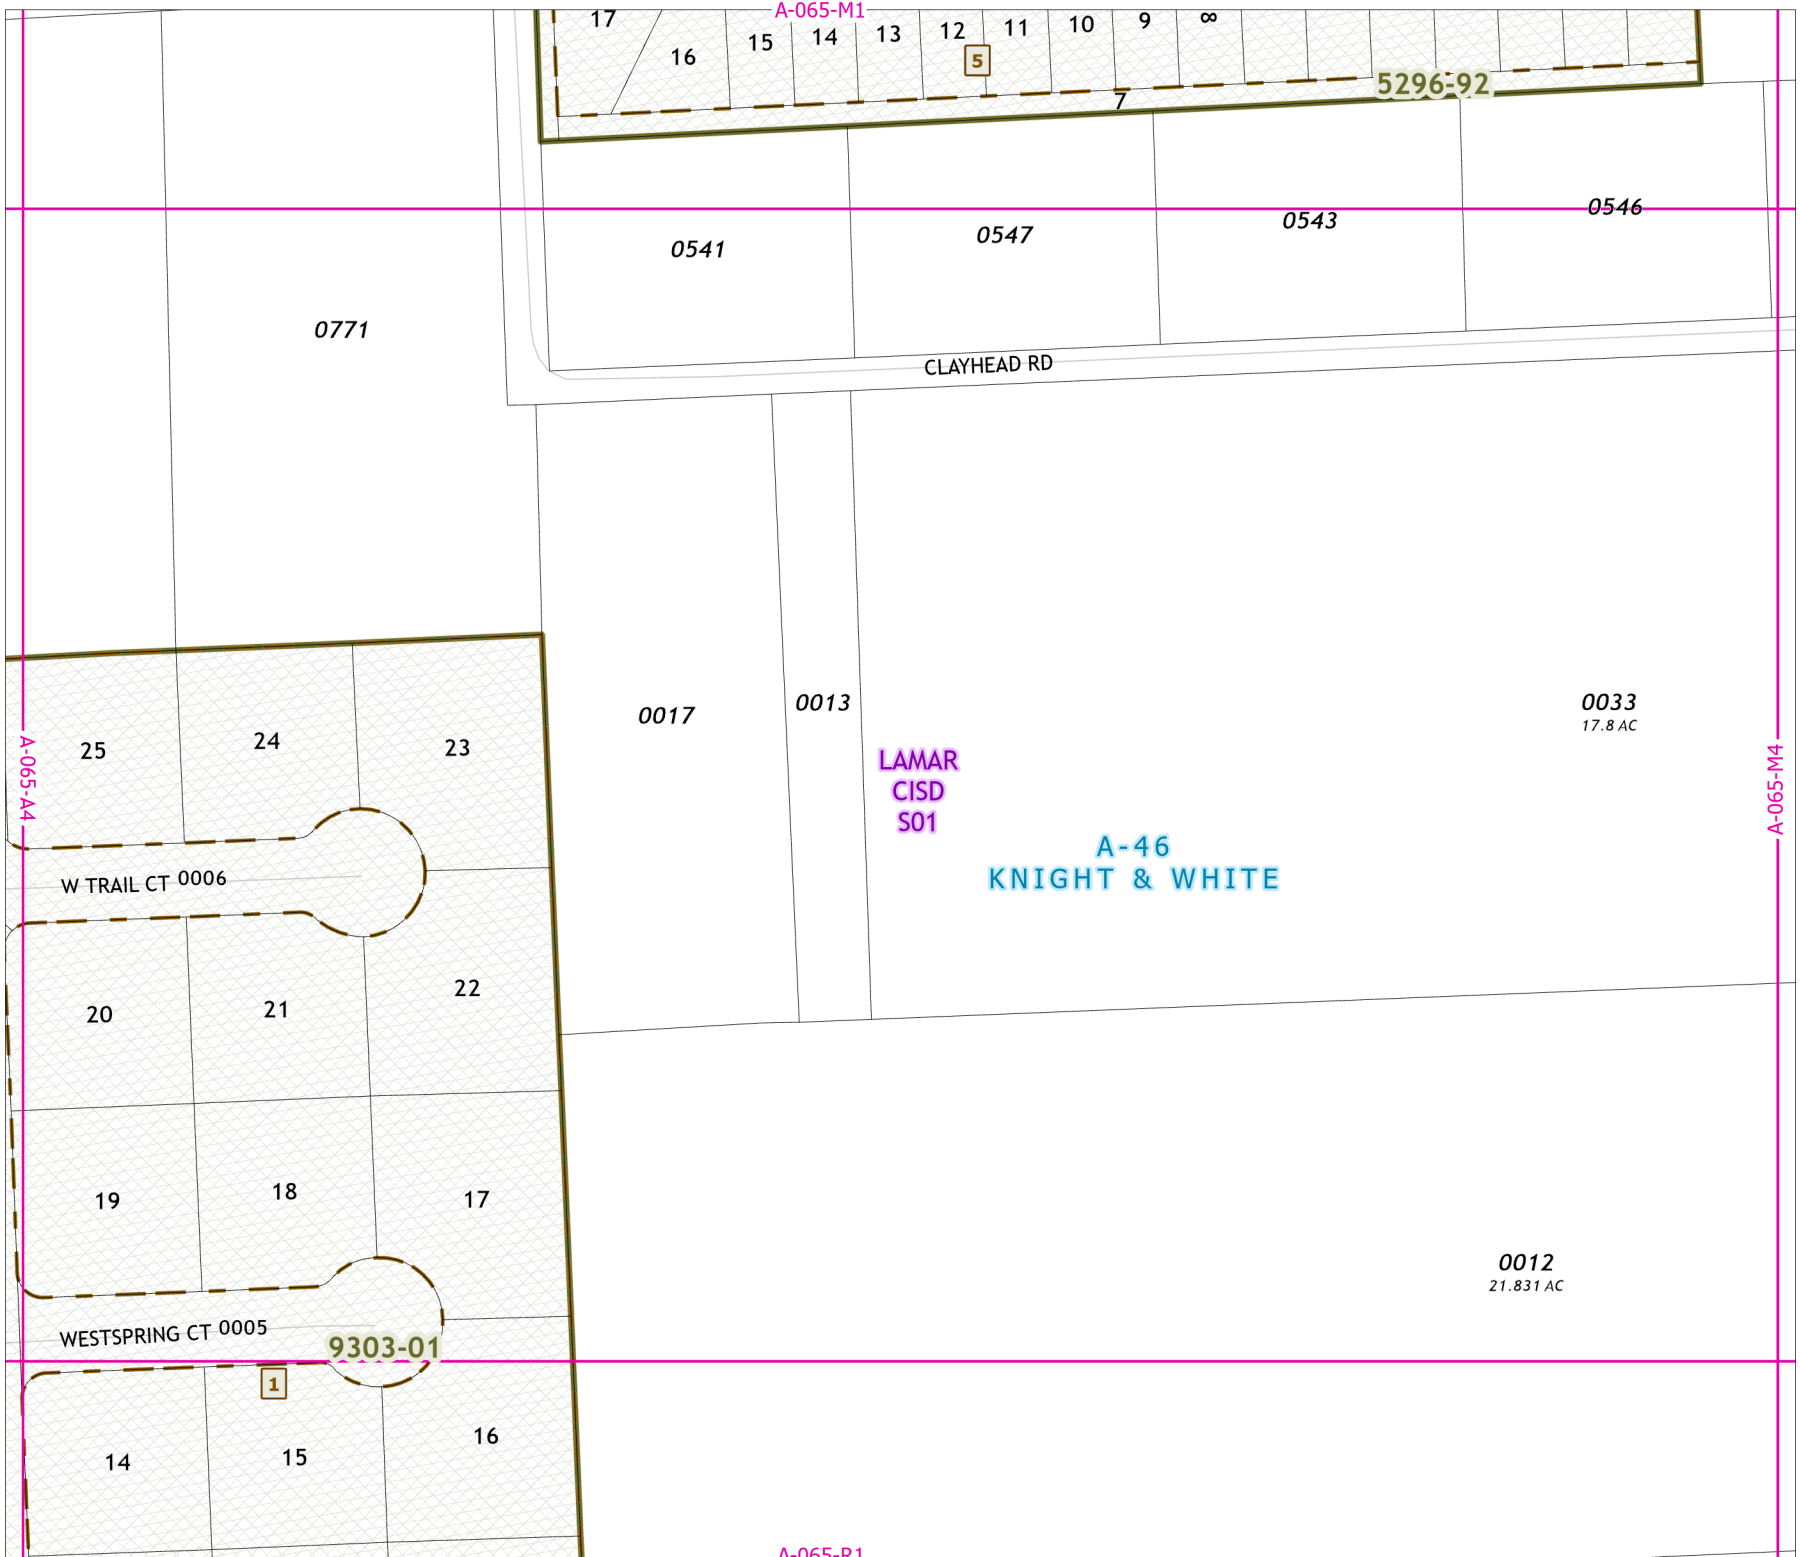 A-065-M1
17
16
15
14
13
12
11
10
9
8
5
7
5296-92
0541
0547
0543
0546
0771
CLAYHEAD RD
0017
0013
0033
17.8 AC
LAMAR
CISD
S01
A-46
KNIGHT & WHITE
A-065-A4
A-065-M4
25
24
23
W TRAIL CT 0006
20
21
22
19
18
17
WESTSPRING CT 0005
9303-01
1
14
15
16
0012
21.831 AC
A-065-R1